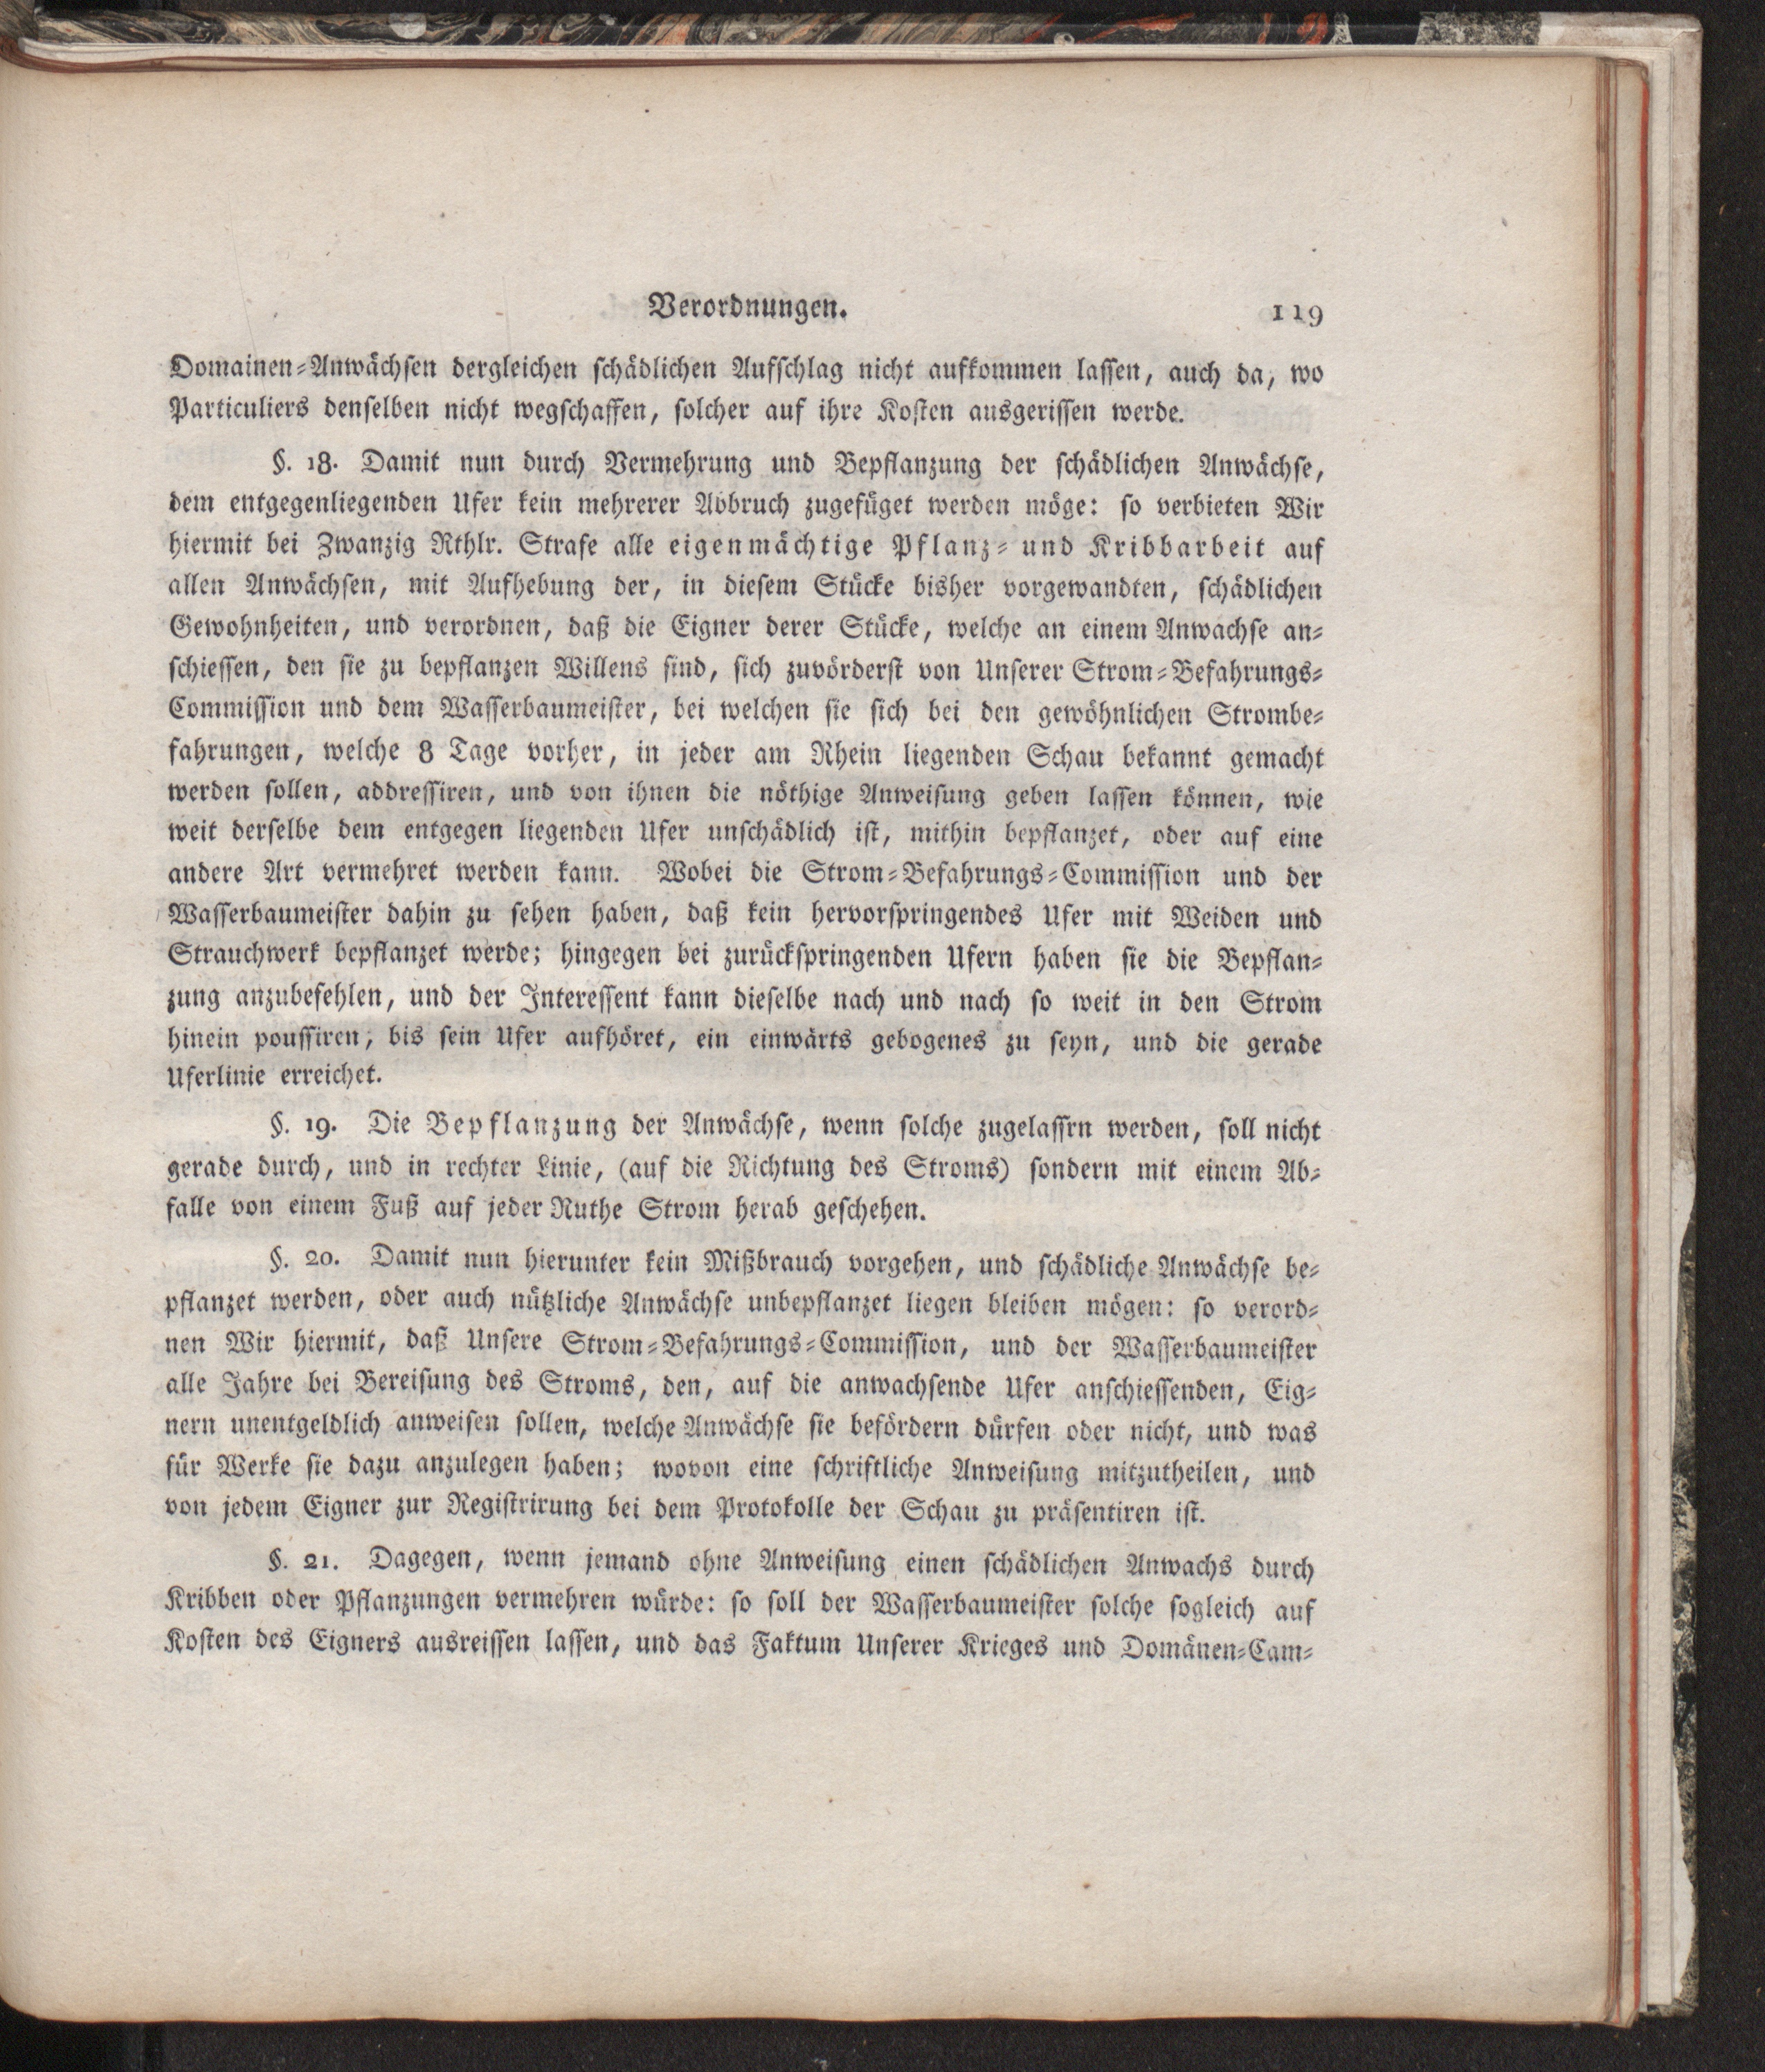 Verordnungen. 119
Domainen-Anwächsen dergleichen schädlichen Aufschlag nicht aufkommen lassen, auch da, wo
Particuliers denselben nicht wegschaffen, solcher auf ihre Kosten ausgerissen werde.
§. 18. Damit nun durch Vermehrung und Bepflanzung der schädlichen Anwächse,
dem entgegenliegenden Ufer kein mehrerer Abbruch zugefüget werden möge: so verbieten Wir
hiermit bei Zwanzig Rthlr. Strafe alle eigenmächtige Pflanz- und Kribbarbeit auf
allen Anwächsen, mit Aufhebung der, in diesem Stücke bisher vorgewandten, schädlichen
Gewohnheiten, und verordnen, daß die Eigner derer Stücke, welche an einem Anwachse an-
schiessen, den sie zu bepflanzen Willens sind, sich zuvörderst von Unserer Strom-Befahrungs-
Commission und dem Wasserbaumeister, bei welchen sie sich bei den gewöhnlichen Strombe-
fahrungen, welche 8 Tage vorher, in jeder am Rhein liegenden Schau bekannt gemacht
werden sollen, addressiren, und von ihnen die nöthige Anweisung geben lassen können, wie
weit derselbe dem entgegen liegenden Ufer unschädlich ist, mithin bepflanzet, oder auf eine
andere Art vermehret werden kann. Wobei die Strom-Befahrungs-Commission und der
Wasserbaumeister dahin zu sehen haben, daß kein hervorspringendes Ufer mit Weiden und
Strauchwerk bepflanzet werde; hingegen bei zurückspringenden Ufern haben sie die Bepflan-
zung anzubefehlen, und der Interessent kann dieselbe nach und nach so weit in den Strom
hinein poussiren, bis sein Ufer aufhöret, ein einwärts gebogenes zu seyn, und die gerade
Uferlinie erreichet.
§. 19. Die Bepflanzung der Anwächse, wenn solche zugelassrn werden, soll nicht
gerade durch, und in rechter Linie, (auf die Richtung des Stroms) sondern mit einem Ab-
falle von einem Fuß auf jeder Ruthe Strom herab geschehen.
§. 20. Damit nun hierunter kein Mißbrauch vorgehen, und schädliche Anwächse be-
pflanzet werden, oder auch nützliche Anwächse unbepflanzet liegen bleiben mögen: so verord-
nen Wir hiermit, daß Unsere Strom-Befahrungs-Commission, und der Wasserbaumeister
alle Jahre bei Bereisung des Stroms, den, auf die anwachsende Ufer anschiessenden, Eig-
nern unentgeldlich anweisen sollen, welche Anwächse sie befördern dürfen oder nicht, und was
für Werke sie dazu anzulegen haben; wovon eine schriftliche Anweisung mitzutheilen, und
von jedem Eigner zur Registrirung bei dem Protokolle der Schau zu präsentiren ist.
§. 21. Dagegen, wenn jemand ohne Anweisung einen schädlichen Anwachs durch
Kribben oder Pflanzungen vermehren würde: so soll der Wasserbaumeister solche sogleich auf
Kosten des Eigners ausreissen lassen, und das Faktum Unserer Krieges und Domänen-Cam-